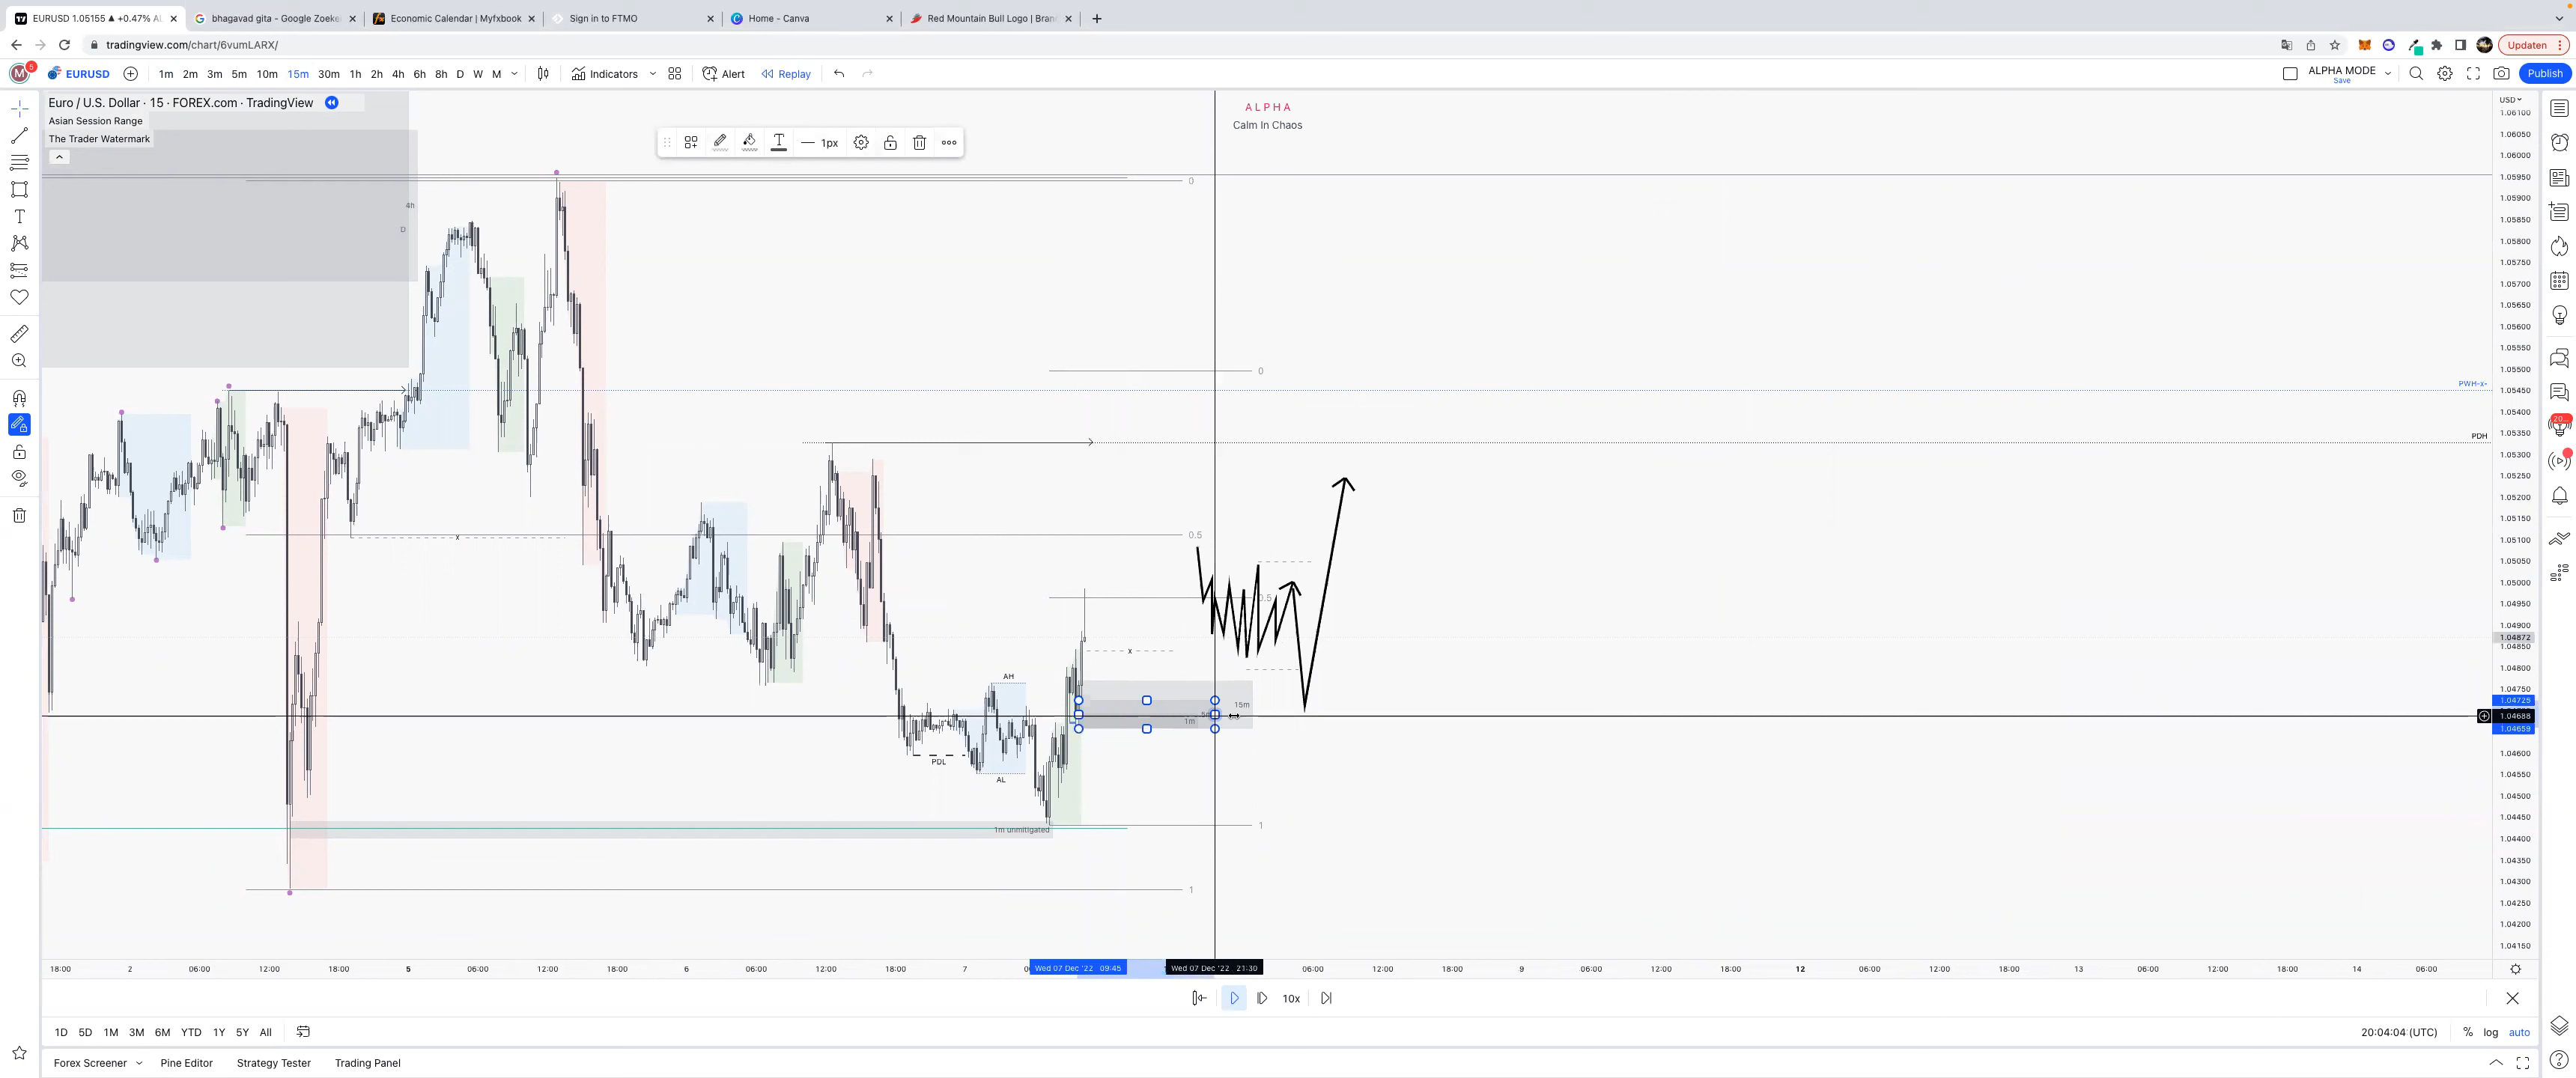 EURUSD 1.05155 ▲ +0.47% AL
bhagavad gita - Google Zoeke
Economic Calendar | Myfxbook
Sign in to FTMO
Home - Canva
Red Mountain Bull Logo | Bran
tradingview.com/chart/6vumLARX/
Updaten
M 5
EURUSD
1m 2m 3m 5m 10m 15m 30m 1h 2h 4h 6h 8h D W M
Indicators
Alert
Replay
ALPHA MODE
Save
Publish
Euro / U.S. Dollar · 15 · FOREX.com · TradingView
Asian Session Range
The Trader Watermark
1px
ALPHA
Calm In Chaos
USD
1.06100
1.06050
1.06000
1.05950
1.05900
1.05850
1.05800
1.05750
1.05700
1.05650
1.05600
1.05550
1.05500
1.05450
1.05400
1.05350
1.05300
1.05250
1.05200
1.05150
1.05100
1.05050
1.05000
1.04950
1.04900
1.04872
1.04850
1.04800
1.04750
1.04725
1.04688
1.04659
1.04600
1.04550
1.04500
1.04450
1.04400
1.04350
1.04300
1.04250
1.04200
1.04150
4h
D
0
0
PWH-x-
PDH
0.5
x
0.5
x
AH
15m
1m
PDL
AL
1m unmitigated
1
1
20...
18:00 2 06:00 12:00 18:00 5 06:00 12:00 18:00 6 06:00 12:00 18:00 7 Wed 07 Dec '22 09:45 Wed 07 Dec '22 21:30 06:00 12:00 18:00 9 06:00 12:00 18:00 12 06:00 12:00 18:00 13 06:00 12:00 18:00 14 06:00
10x
1D 5D 1M 3M 6M YTD 1Y 5Y All
20:04:04 (UTC) % log auto
Forex Screener Pine Editor Strategy Tester Trading Panel